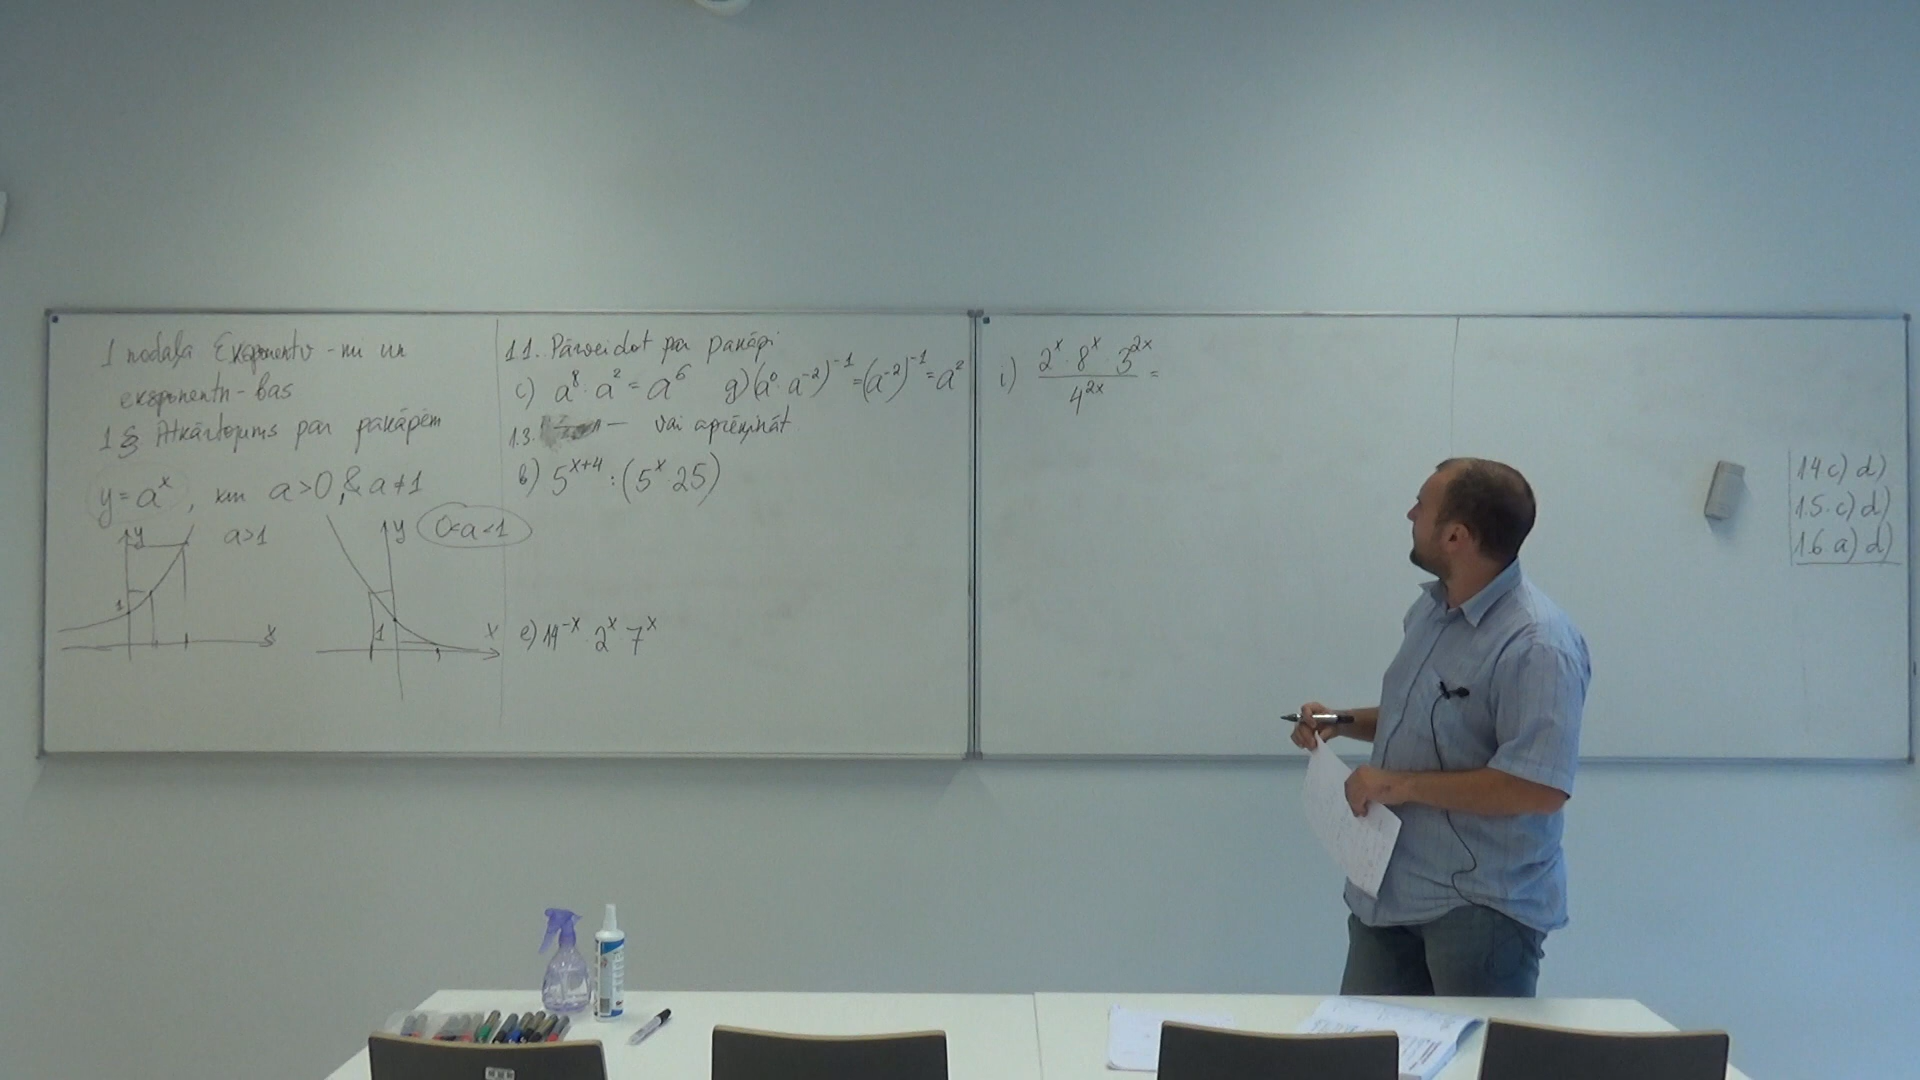 1 nodaļa Eksponentv-mi un
eksponentn-bas
1§ Atkārtojums par pakāpēm
y = a^x, kur a>0, & a≠1
y a>1
1 x
y 0<a<1
1 x
1.1. Pārveidot par pakāpi
c) a^8 · a^2 = a^6 g) (a^0 · a^-2)^-1 = (a^-2)^-1 = a^2
1.3. — vai aprēķināt
b) 5^x+4 : (5^x · 25)
e) 14^-x · 2^x 7^x
i) 2^x · 8^x · 3^2x / 4^2x =
1.4 c) d)
1.5. c) d)
1.6. a) d)